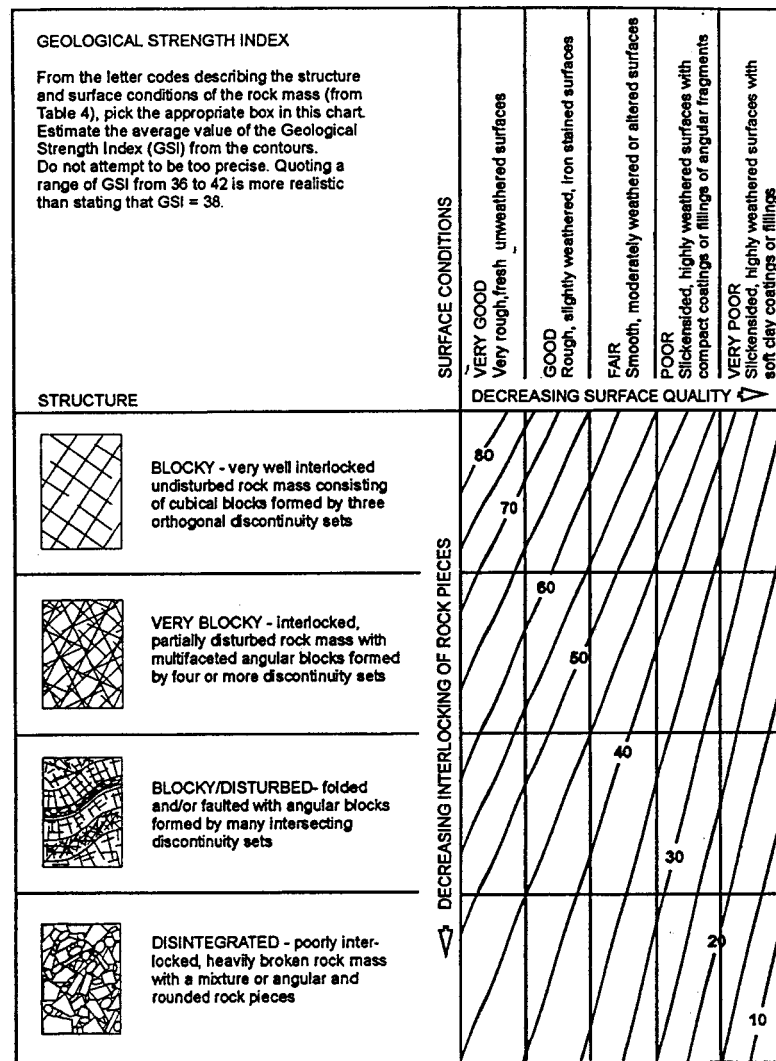 GEOLOGICAL STRENGTH INDEX
From the letter codes describing the structure
and surface conditions of the rock mass (from
Table 4), pick the appropriate box in this chart.
Estimate the average value of the Geological
Strength Index (GSI) from the contours.
Do not attempt to be too precise. Quoting a
range of GSI from 36 to 42 is more realistic
than stating that GSI = 38.
SURFACE CONDITIONS
VERY GOOD
Very rough,fresh unweathered surfaces
GOOD
Rough, slightly weathered, iron stained surfaces
FAIR
Smooth, moderately weathered or altered surfaces
POOR
Slickensided, highly weathered surfaces with
compact coatings or fillings of angular fragments
VERY POOR
Slickensided, highly weathered surfaces with
soft clay coatings or fillings
STRUCTURE
DECREASING SURFACE QUALITY
BLOCKY - very well interlocked
undisturbed rock mass consisting
of cubical blocks formed by three
orthogonal discontinuity sets
VERY BLOCKY - interlocked,
partially disturbed rock mass with
multifaceted angular blocks formed
by four or more discontinuity sets
BLOCKY/DISTURBED- folded
and/or faulted with angular blocks
formed by many intersecting
discontinuity sets
DISINTEGRATED - poorly inter-
locked, heavily broken rock mass
with a mixture or angular and
rounded rock pieces
DECREASING INTERLOCKING OF ROCK PIECES
80
70
60
50
40
30
20
10